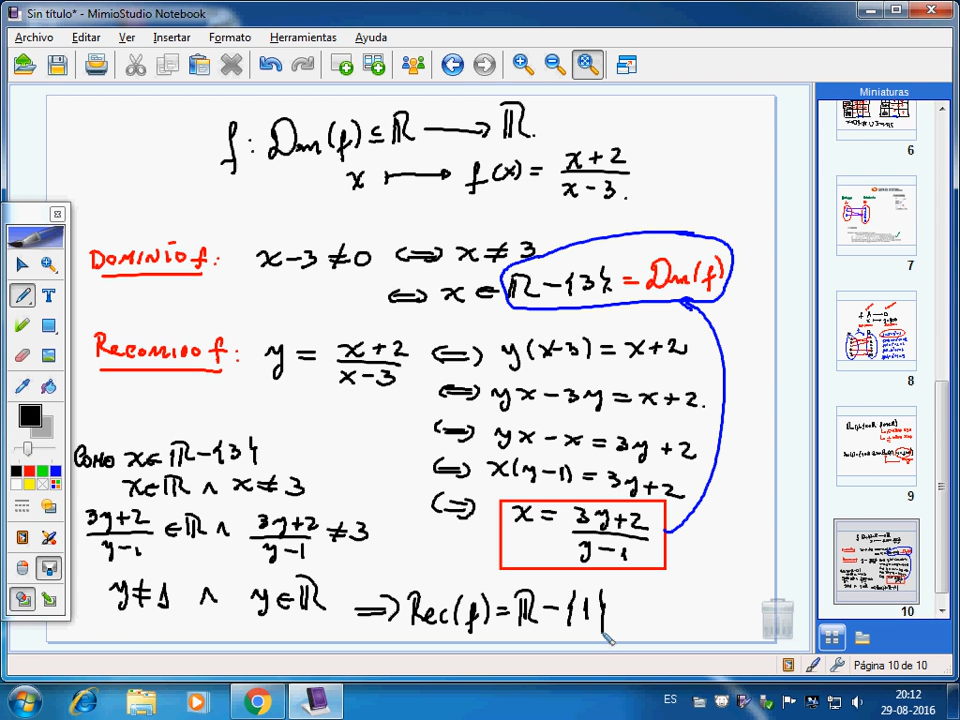 Sin título* - MimioStudio Notebook
Archivo Editar Ver Insertar Formato Herramientas Ayuda
Miniaturas
f: Dm(f) ⊆ ℝ ⟶ ℝ.
x ⟼ f(x) = (x+2)/(x-3).
DOMINIO f: x-3≠0 ⟺ x≠3
⟺ x ∈ ℝ-{3} = Dm(f)
RECORRIDO f: y = (x+2)/(x-3) ⟺ y(x-3) = x+2
⟺ yx-3y = x+2.
⟺ yx-x = 3y+2
⟺ x(y-1) = 3y+2
⟺ x = (3y+2)/(y-1)
Como x∈ℝ-{3}
x∈ℝ ∧ x≠3
(3y+2)/(y-1) ∈ℝ ∧ (3y+2)/(y-1) ≠3
y≠1 ∧ y∈ℝ ⟹ Rec(f) = ℝ-{1}
6
7
8
9
10
Página 10 de 10
ES
20:12
29-08-2016